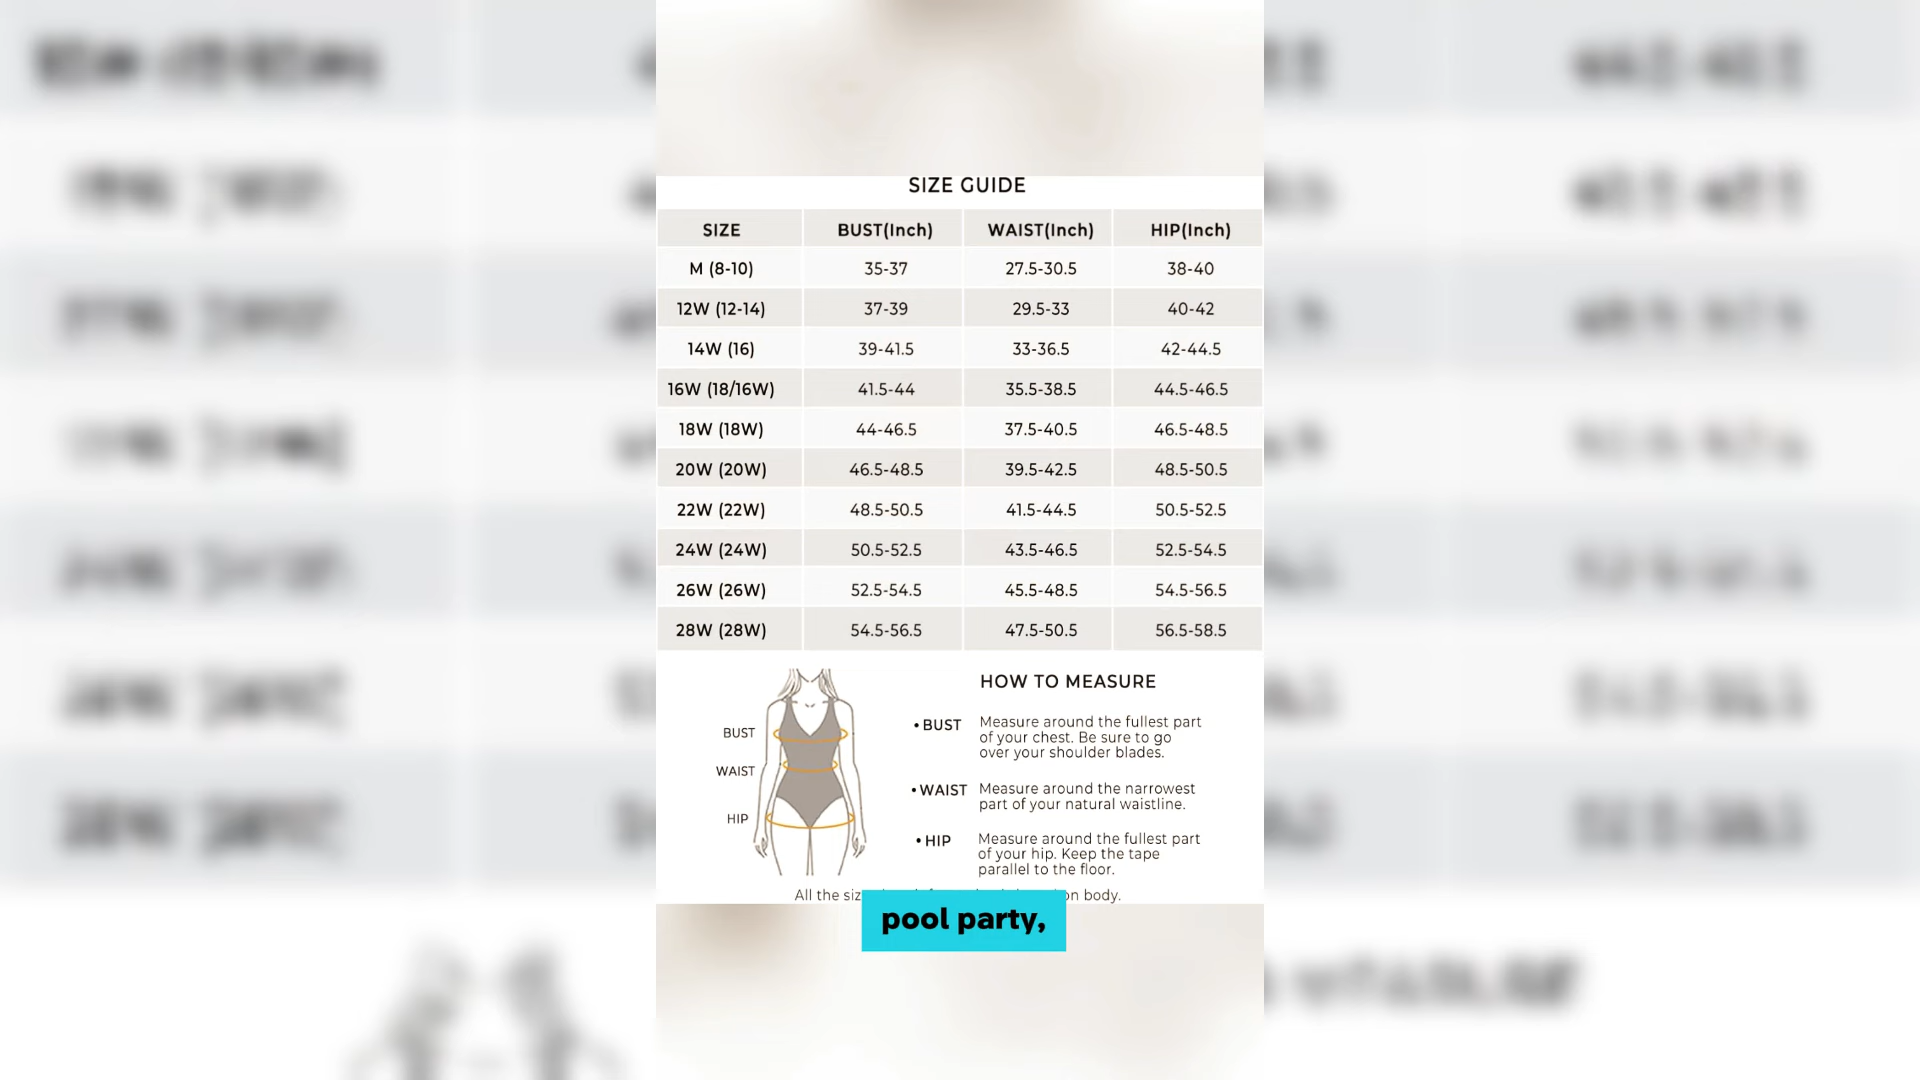 SIZE GUIDE
SIZE BUST(Inch) WAIST(Inch) HIP(Inch)
M (8-10) 35-37 27.5-30.5 38-40
12W (12-14) 37-39 29.5-33 40-42
14W (16) 39-41.5 33-36.5 42-44.5
16W (18/16W) 41.5-44 35.5-38.5 44.5-46.5
18W (18W) 44-46.5 37.5-40.5 46.5-48.5
20W (20W) 46.5-48.5 39.5-42.5 48.5-50.5
22W (22W) 48.5-50.5 41.5-44.5 50.5-52.5
24W (24W) 50.5-52.5 43.5-46.5 52.5-54.5
26W (26W) 52.5-54.5 45.5-48.5 54.5-56.5
28W (28W) 54.5-56.5 47.5-50.5 56.5-58.5
BUST
WAIST
HIP
HOW TO MEASURE
• BUST Measure around the fullest part
of your chest. Be sure to go
over your shoulder blades.
• WAIST Measure around the narrowest
part of your natural waistline.
• HIP Measure around the fullest part
of your hip. Keep the tape
parallel to the floor.
All the body.
pool party,